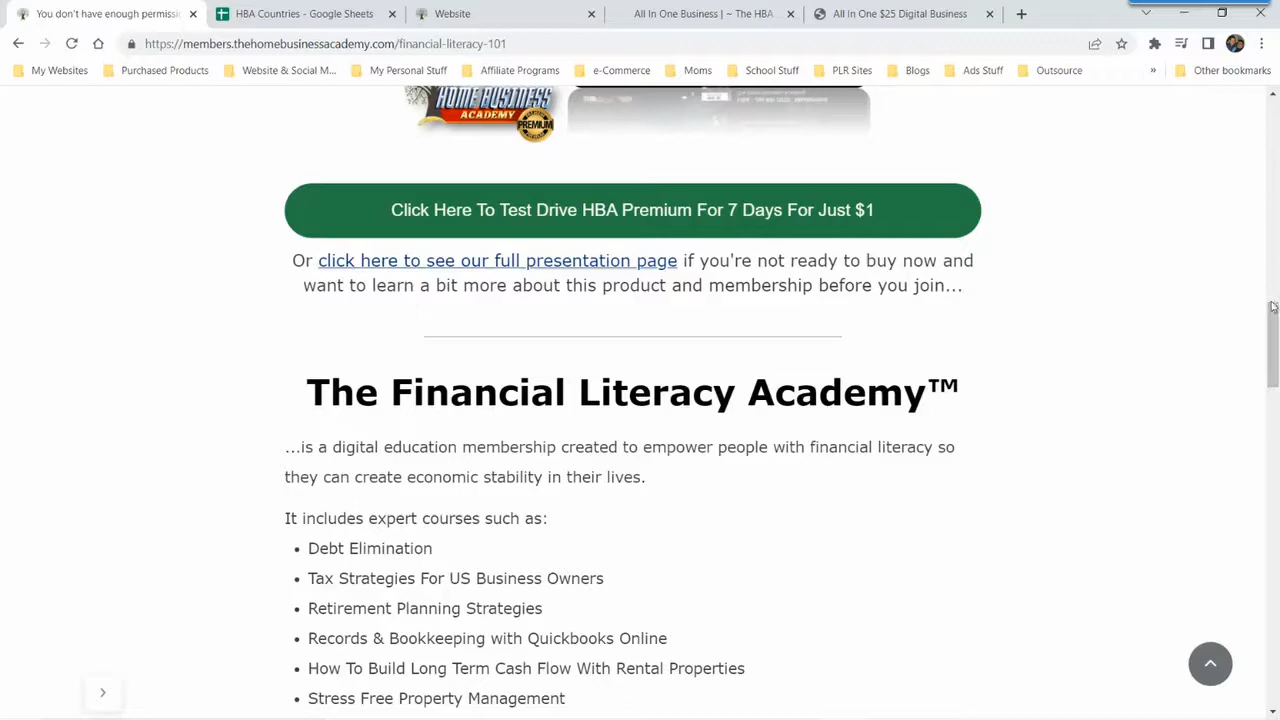 You don't have enough permissi
HBA Countries - Google Sheets
Website
All In One Business | ~ The HBA
All In One $25 Digital Business
https://members.thehomebusinessacademy.com/financial-literacy_101
My Websites
Purchased Products
Website & Social M...
My Personal Stuff
Affiliate Programs
e-Commerce
Moms
School Stuff
PLR Sites
Blogs
Ads Stuff
Outsource
»
Other bookmarks
HOME BUSINESS
ACADEMY
PREMIUM
Click Here To Test Drive HBA Premium For 7 Days For Just $1
Or click here to see our full presentation page if you're not ready to buy now and
want to learn a bit more about this product and membership before you join...
The Financial Literacy Academy™
...is a digital education membership created to empower people with financial literacy so
they can create economic stability in their lives.
It includes expert courses such as:
• Debt Elimination
• Tax Strategies For US Business Owners
• Retirement Planning Strategies
• Records & Bookkeeping with Quickbooks Online
• How To Build Long Term Cash Flow With Rental Properties
• Stress Free Property Management